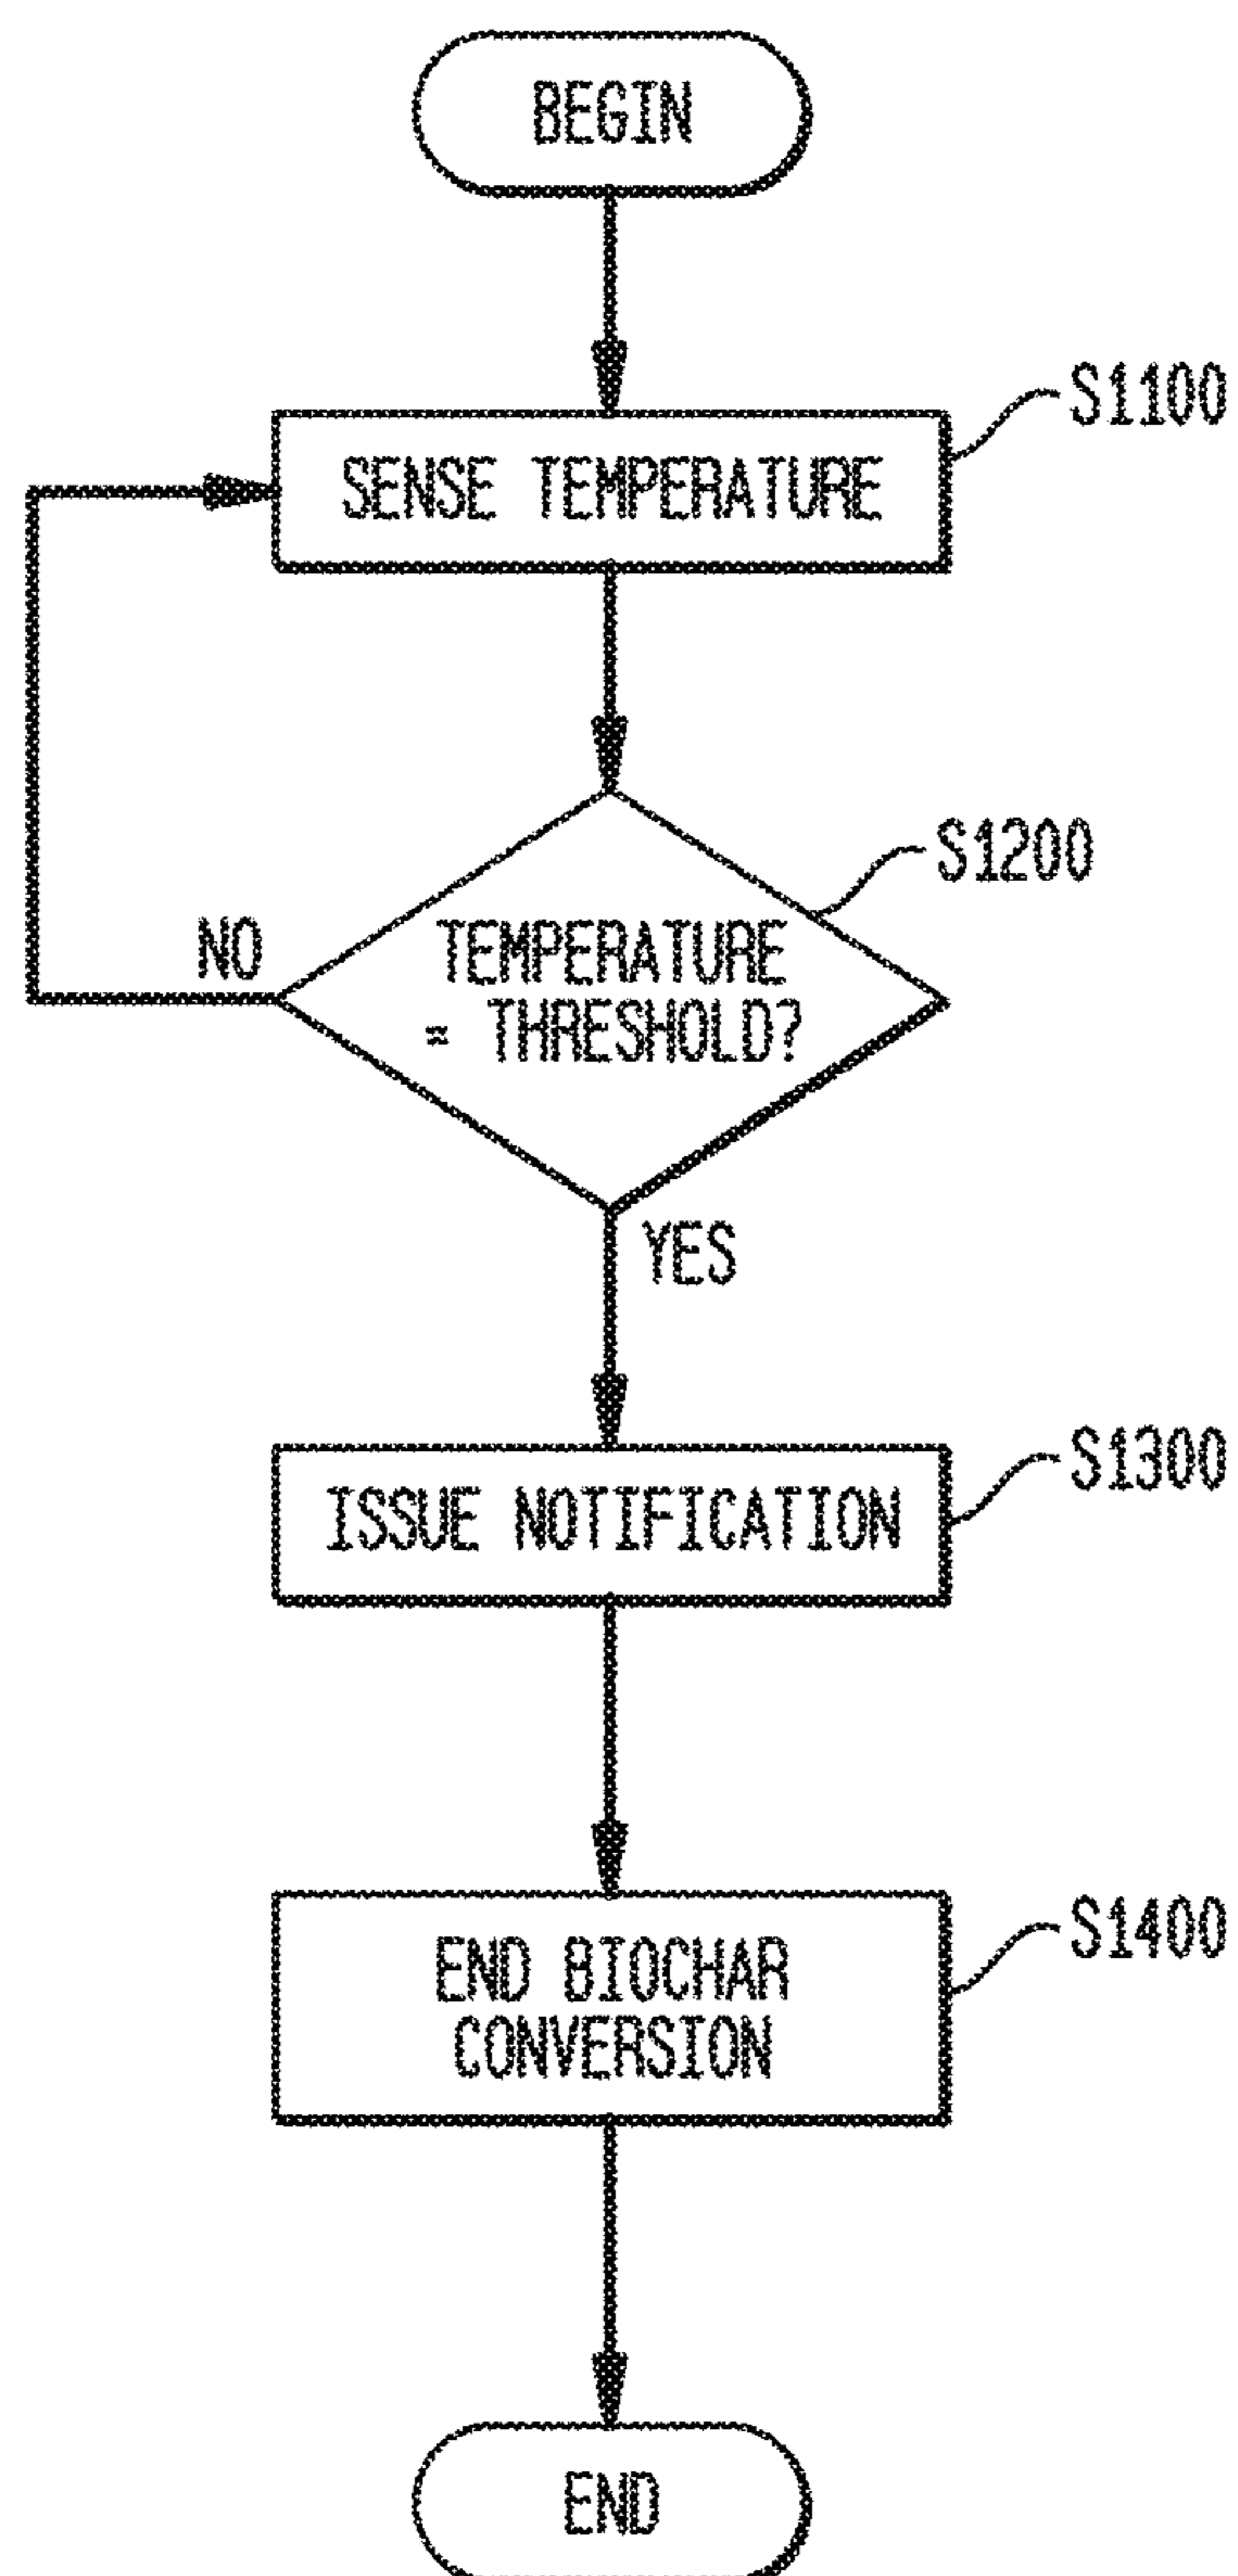 BEGIN
SENSE TEMPERATURE
S1100
TEMPERATURE
= THRESHOLD?
S1200
NO
YES
ISSUE NOTIFICATION
S1300
END BIOCHAR
CONVERSION
S1400
END